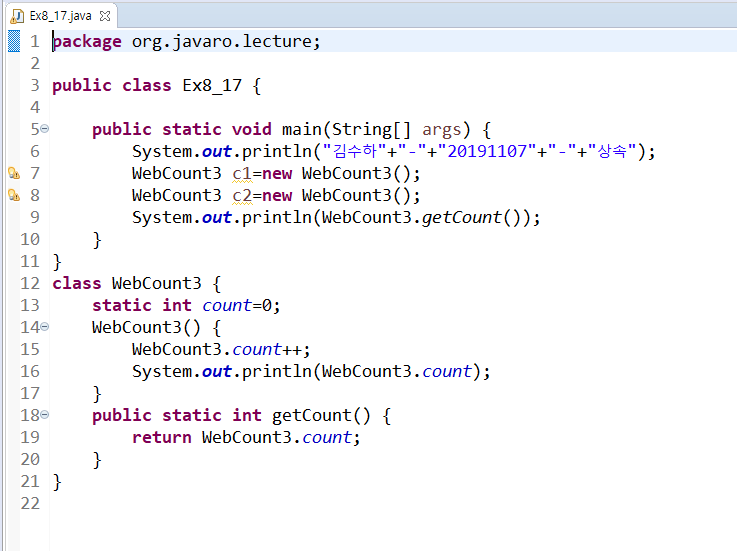 Ex8_17.java
1 package org.javaro.lecture;
2
3 public class Ex8_17 {
4
5     public static void main(String[] args) {
6         System.out.println("김수하"+"-"+"20191107"+"-"+"상속");
7         WebCount3 c1=new WebCount3();
8         WebCount3 c2=new WebCount3();
9         System.out.println(WebCount3.getCount());
10     }
11 }
12 class WebCount3 {
13     static int count=0;
14     WebCount3() {
15         WebCount3.count++;
16         System.out.println(WebCount3.count);
17     }
18     public static int getCount() {
19         return WebCount3.count;
20     }
21 }
22